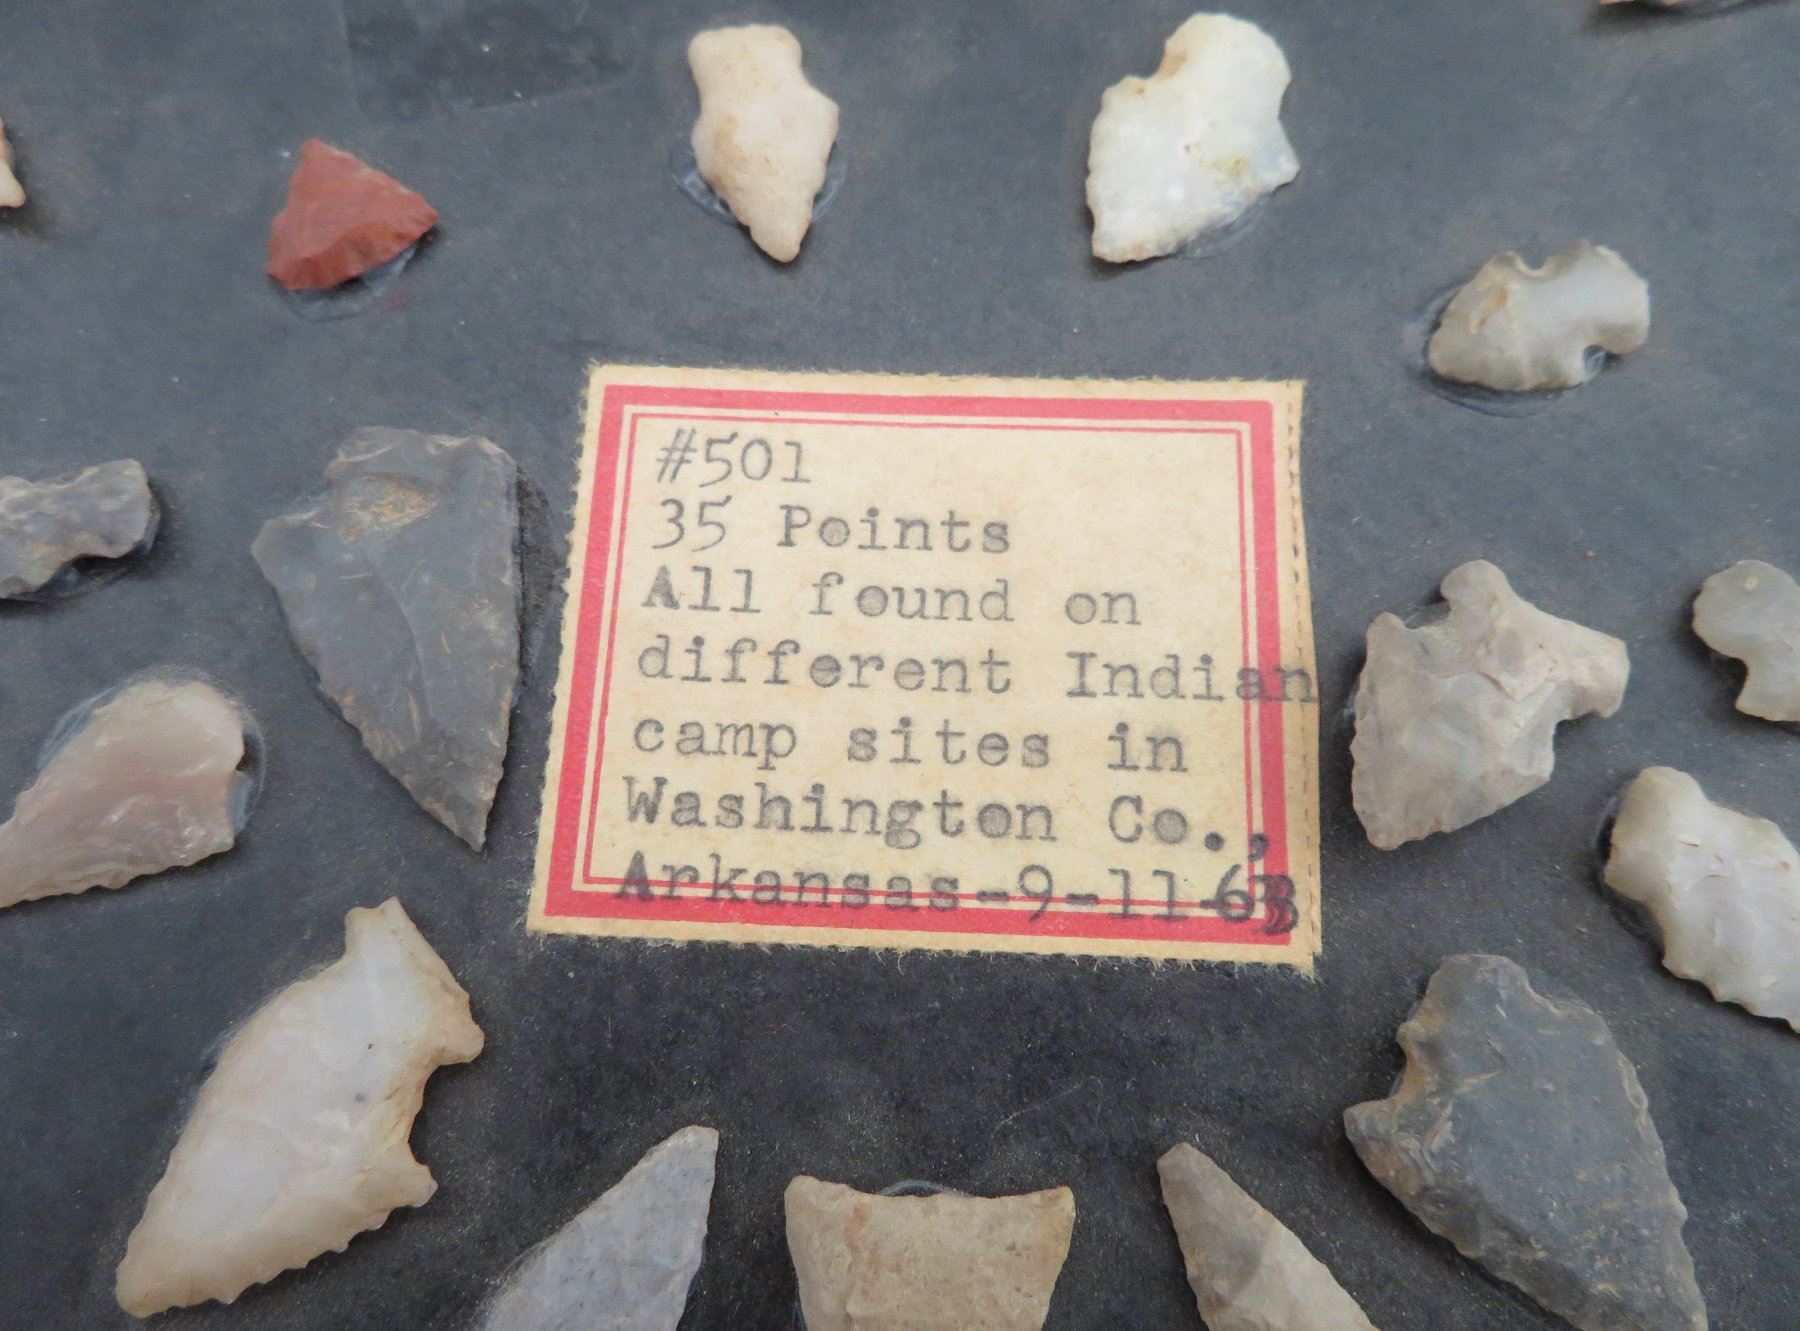 #501
35 Points
All found on
different Indian
camp sites in
Washington Co.,
Arkansas-9-11-63